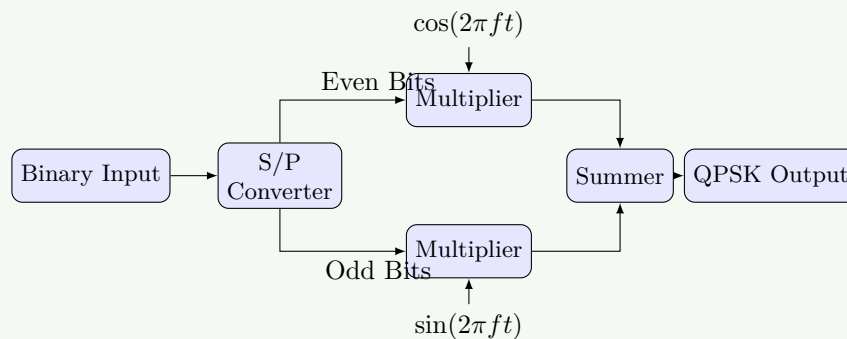 cos(2πft)
Even Bits
Multiplier
Binary Input
S/P
Converter
Summer
QPSK Output
Multiplier
Odd Bits
sin(2πft)